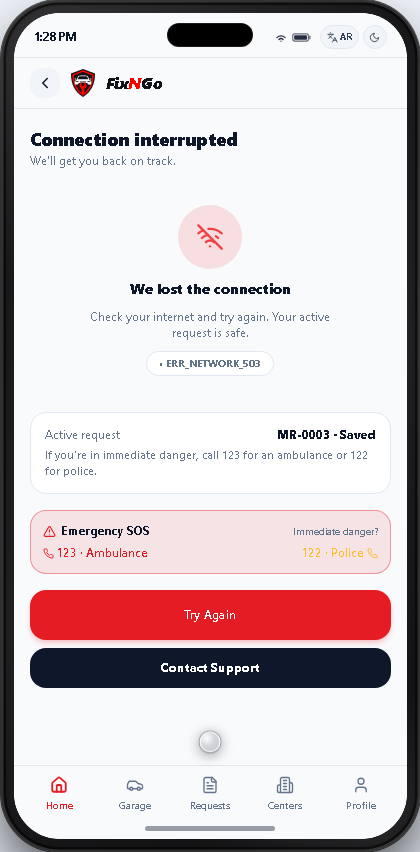 1:28 PM
AR
FixNGo
Connection interrupted
We'll get you back on track.
We lost the connection
Check your internet and try again. Your active
request is safe.
• ERR_NETWORK_503
Active request
MR-0003 • Saved
If you're in immediate danger, call 123 for an ambulance or 122
for police.
Emergency SOS
Immediate danger?
123 · Ambulance
122 · Police
Try Again
Contact Support
Home
Garage
Requests
Centers
Profile